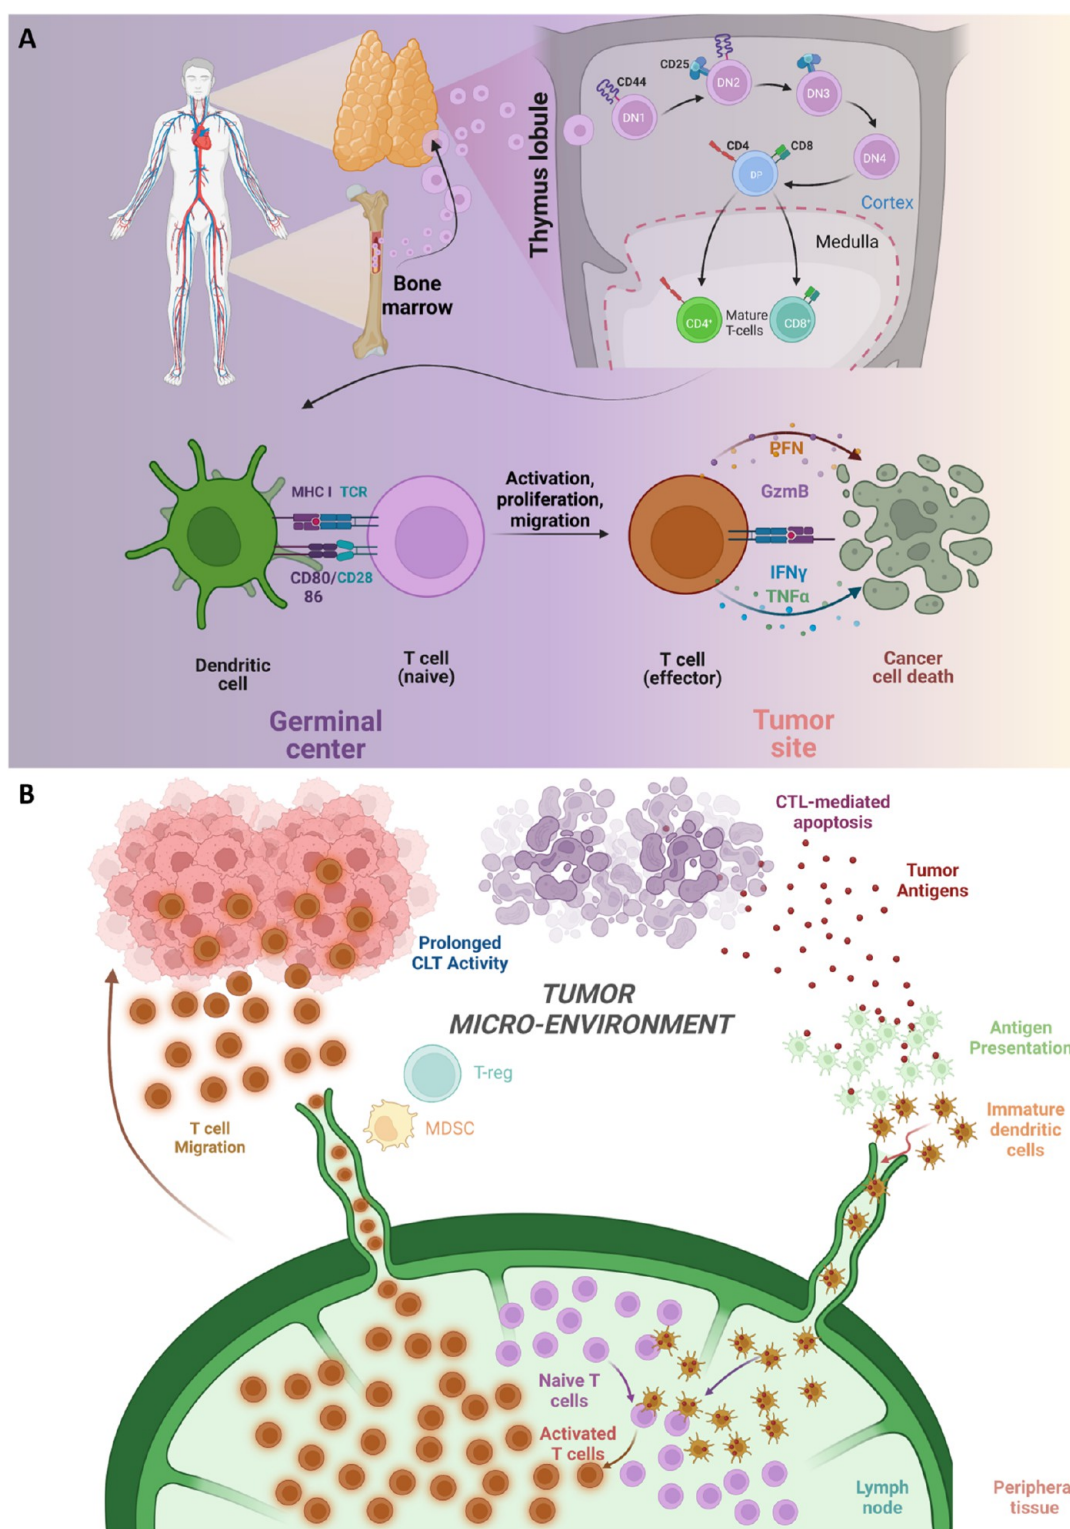 A
Thymus lobule
CD44
DN1
CD25
DN2
DN3
DN4
CD4
CD8
DP
Cortex
Medulla
CD4+
Mature
T-cells
CD8+
Bone
marrow
MHC I
TCR
CD80/
86
CD28
Activation,
proliferation,
migration
PFN
GzmB
IFNγ
TNFα
Dendritic
cell
T cell
(naive)
T cell
(effector)
Cancer
cell death
Germinal
center
Tumor
site
B
CTL-mediated
apoptosis
Tumor
Antigens
Prolonged
CLT Activity
TUMOR
MICRO-ENVIRONMENT
Antigen
Presentation
T-reg
MDSC
T cell
Migration
Immature
dendritic
cells
Naive T
cells
Activated
T cells
Lymph
node
Periphera
tissue